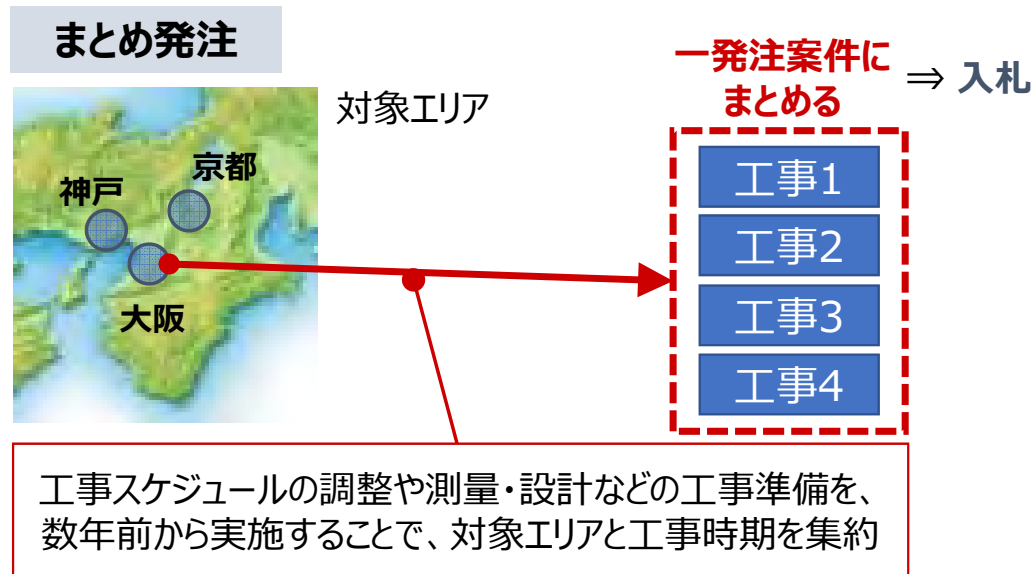 まとめ発注
対象エリア
一発注案件に
まとめる
⇒ 入札
京都
神戸
大阪
工事1
工事2
工事3
工事4
工事スケジュールの調整や測量・設計などの工事準備を、
数年前から実施することで、対象エリアと工事時期を集約